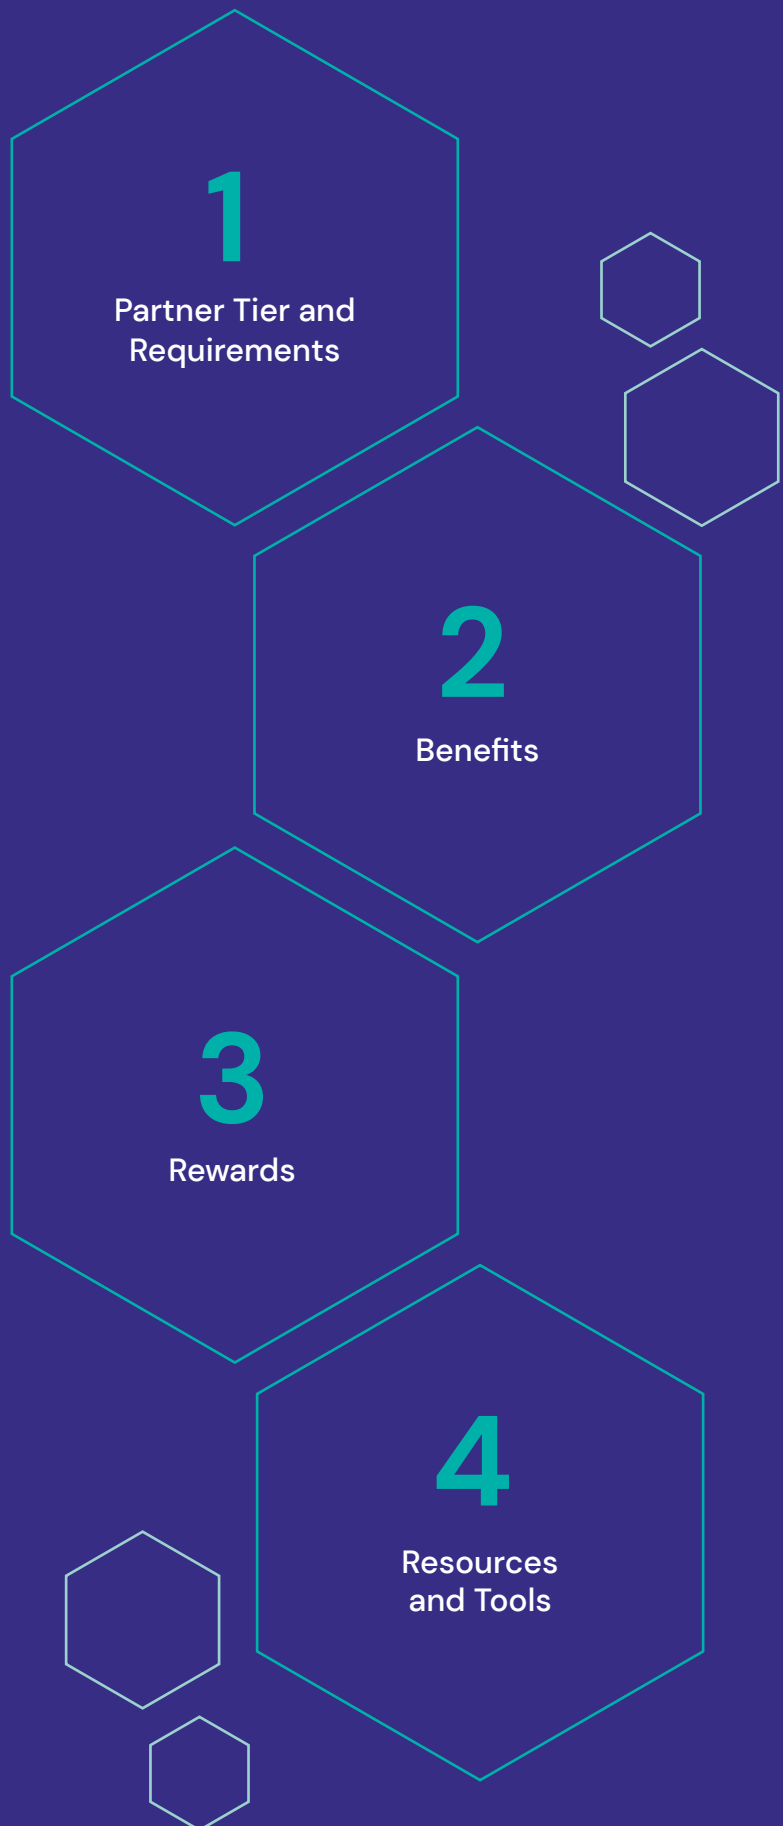 1
Partner Tier and
Requirements
2
Benefits
3
Rewards
4
Resources
and Tools